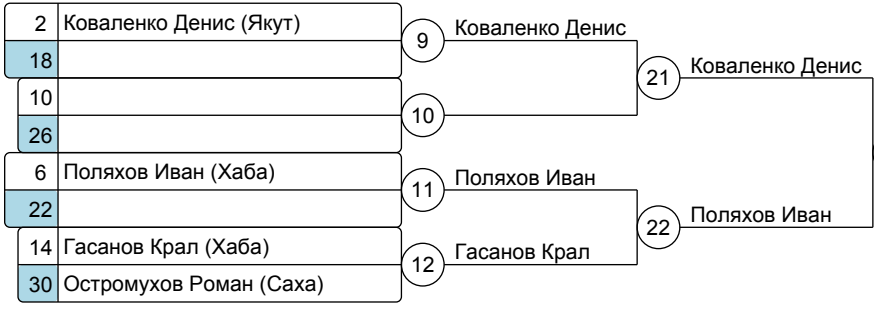 2 Коваленко Денис (Якут)
18
9 Коваленко Денис
10
26
10
21 Коваленко Денис
6 Поляхов Иван (Хаба)
22
11 Поляхов Иван
14 Гасанов Крал (Хаба)
30 Остромухов Роман (Саха)
12 Гасанов Крал
22 Поляхов Иван